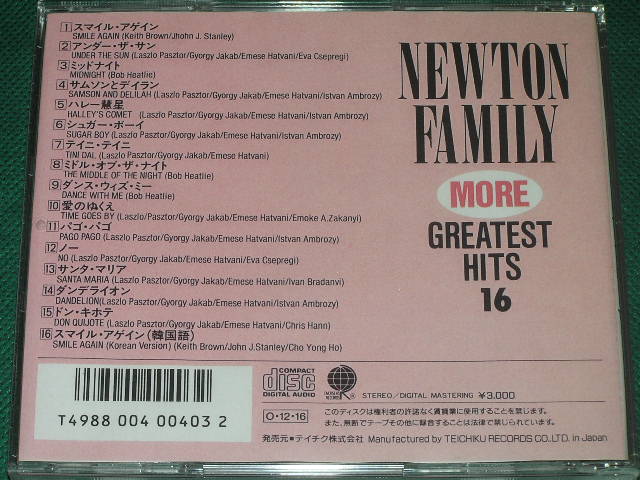 1 スマイル・アゲイン
SMILE AGAIN (Keith Brown/Jhohn J. Stanley)
2 アンダー・ザ・サン
UNDER THE SUN (Laszlo Pasztor/Gyorgy Jakab/Emese Hatvani/Eva Csepregi)
3 ミッドナイト
MIDNIGHT (Bob Heatlie)
4 サムソンとデイラン
SAMSON AND DELILAH (Laszlo Pasztor/Gyorgy Jakab/Emese Hatvani/Istvan Ambrozy)
5 ハレー彗星
HALLEY'S COMET (Laszlo Pasztor/Gyorgy Jakab/Emese Hatvani/Istvan Ambrozy)
6 シュガー・ボーイ
SUGAR BOY (Laszlo Pasztor/Gyorgy Jakab/Emese Hatvani/Istvan Ambrozy)
7 テイニ・テイニ
TINI DAL (Laszlo Pasztor/Gyorgy Jakab/Emese Hatvani)
8 ミドル・オブ・ザ・ナイト
THE MIDDLE OF THE NIGHT (Bob Heatlie)
9 ダンス・ウィズ・ミー
DANCE WITH ME (Bob Heatlie)
10 愛のゆくえ
TIME GOES BY (Laszlo/Pasztor/Gyorgy Jakab/Emese Hatvani/Emoke A.Zakanyi)
11 パゴ・パゴ
PAGO PAGO (Laszlo Pasztor/Gyorgy Jakab/Emese Hatvani/Istvan Ambrozy)
12 ノー
NO (Laszlo Pasztor/Gyorgy Jakab/Emese Hatvani/Eva Csepregi)
13 サンタ・マリア
SANTA MARIA (Laszlo Pasztor/Gyorgy Jakab/Emese Hatvani/Ivan Bradanvi)
14 ダンデライオン
DANDELION(Laszlo Pasztor/Gyorgy Jakab/Emese Hatvani/Istvan Ambrozy)
15 ドン・キホテ
DON QUIJOTE (Laszlo Pasztor/Gyorgy Jakab/Emese Hatvani/Chris Hann)
16 スマイル・アゲイン(韓国語)
SMILE AGAIN (Korean Version) (Keith Brown/John J.Stanley/Cho Yong Ho)
NEWTON
FAMILY
MORE
GREATEST
HITS
16
COMPACT
disc
DIGITAL AUDIO
STEREO/DIGITAL MASTERING ¥3,000
T4988 004 00403 2
O・12・16
このディスクは権利者の許諾なく賃貸業に使用することを禁じます。
また、無断でテープその他に録音することは法律で禁じられています。
発売元■テイチク株式会社 Manufactured by TEICHIKU RECORDS CO.,LTD. in Japan